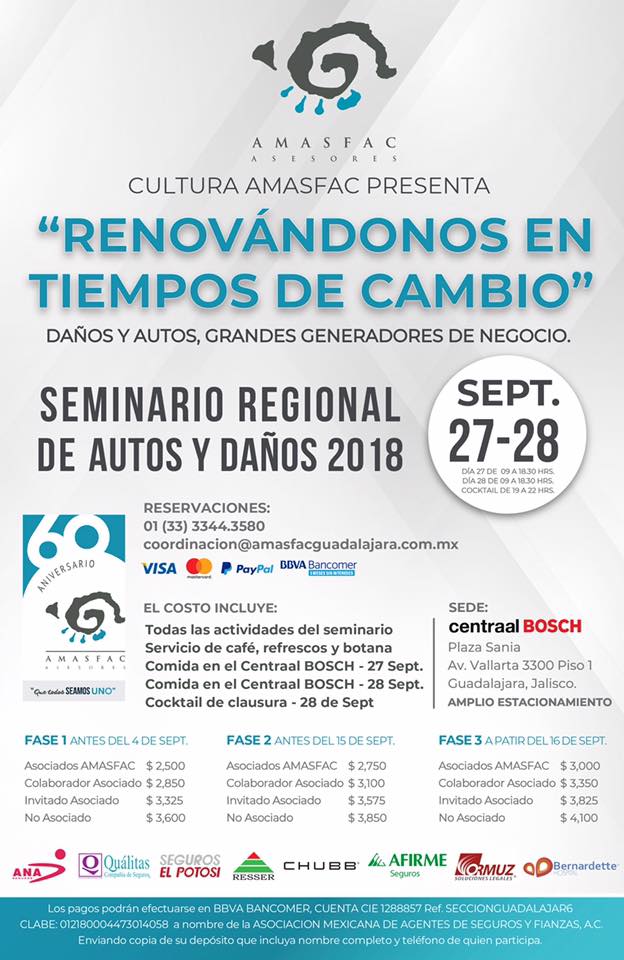 AMASFAC
ASESORES
CULTURA AMASFAC PRESENTA
“RENOVÁNDONOS EN
TIEMPOS DE CAMBIO”
DAÑOS Y AUTOS, GRANDES GENERADORES DE NEGOCIO.
SEMINARIO REGIONAL
DE AUTOS Y DAÑOS 2018
SEPT.
27-28
DÍA 27 DE 09 A 18.30 HRS.
DÍA 28 DE 09 A 18.30 HRS.
COCKTAIL DE 19 A 22 HRS.
60
ANIVERSARIO
AMASFAC
ASESORES
"Que todos SEAMOS UNO"
RESERVACIONES:
01 (33) 3344.3580
coordinacion@amasfacguadalajara.com.mx
VISA mastercard PayPal BBVA Bancomer
3 MESES SIN INTERESES
EL COSTO INCLUYE:
Todas las actividades del seminario
Servicio de café, refrescos y botana
Comida en el Centraal BOSCH - 27 Sept.
Comida en el Centraal BOSCH - 28 Sept.
Cocktail de clausura - 28 de Sept
SEDE:
centraal BOSCH
Plaza Sania
Av. Vallarta 3300 Piso 1
Guadalajara, Jalisco.
AMPLIO ESTACIONAMIENTO
FASE 1 ANTES DEL 4 DE SEPT.
Asociados AMASFAC $ 2,500
Colaborador Asociado $ 2,850
Invitado Asociado $ 3,325
No Asociado $ 3,600
FASE 2 ANTES DEL 15 DE SEPT.
Asociados AMASFAC $ 2,750
Colaborador Asociado $ 3,100
Invitado Asociado $ 3,575
No Asociado $ 3,850
FASE 3 A PATIR DEL 16 DE SEPT.
Asociados AMASFAC $ 3,000
Colaborador Asociado $ 3,350
Invitado Asociado $ 3,825
No Asociado $ 4,100
ANA
SEGUROS
Quálitas
Compañía de Seguros
SEGUROS
EL POTOSI
RESSER
CHUBB
AFIRME
Seguros
ORMUZ
SOLUCIONES LEGALES
Bernardette
HOSPITAL
Los pagos podrán efectuarse en BBVA BANCOMER, CUENTA CIE 1288857 Ref. SECCIONGUADALAJAR6
CLABE: 012180004473014058 a nombre de la ASOCIACION MEXICANA DE AGENTES DE SEGUROS Y FIANZAS, A.C.
Enviando copia de su depósito que incluya nombre completo y teléfono de quien participa.